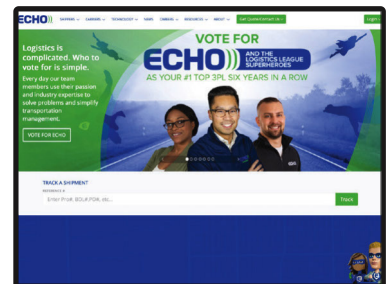 ECHO
SHIPPERS CARRIERS TECHNOLOGY NEWS CAREERS RESOURCES ABOUT
Login
Logistics is
complicated. Who to
vote for is simple.
Every day our team
members use their passion
and industry expertise to
solve problems and simplify
transportation
management.
VOTE FOR ECHO
VOTE FOR
ECHO AND THE
LOGISTICS LEAGUE
SUPERHEROES
AS YOUR #1 TOP 3PL SIX YEARS IN A ROW
TRACK A SHIPMENT
REFERENCE #
Enter Pro#, BOL#, PO#, etc...
Track